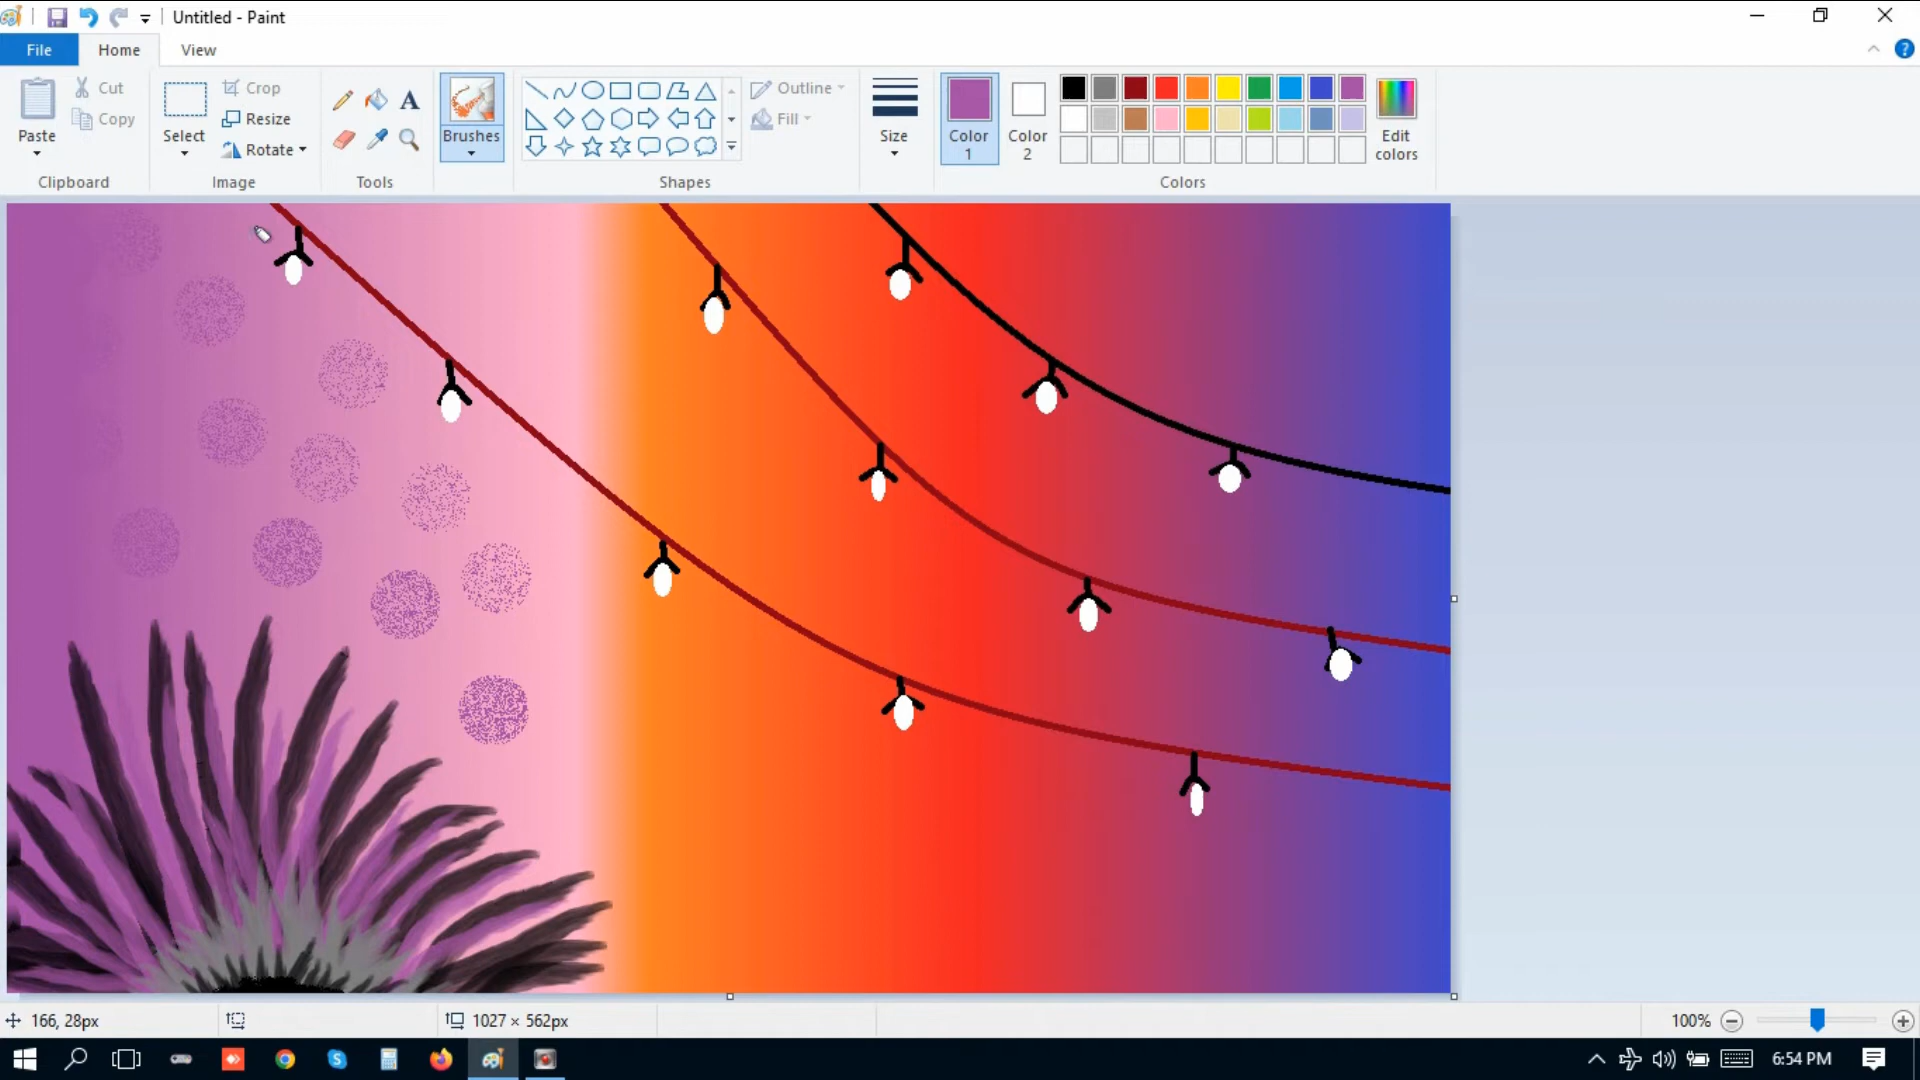 Untitled - Paint
File Home View
Paste Cut Copy
Clipboard
Select Crop Resize Rotate
Image
A
Tools
Brushes
Outline Fill
Shapes
Size
Color 1
Color 2
Edit colors
Colors
166, 28px 1027 × 562px 100%
6:54 PM